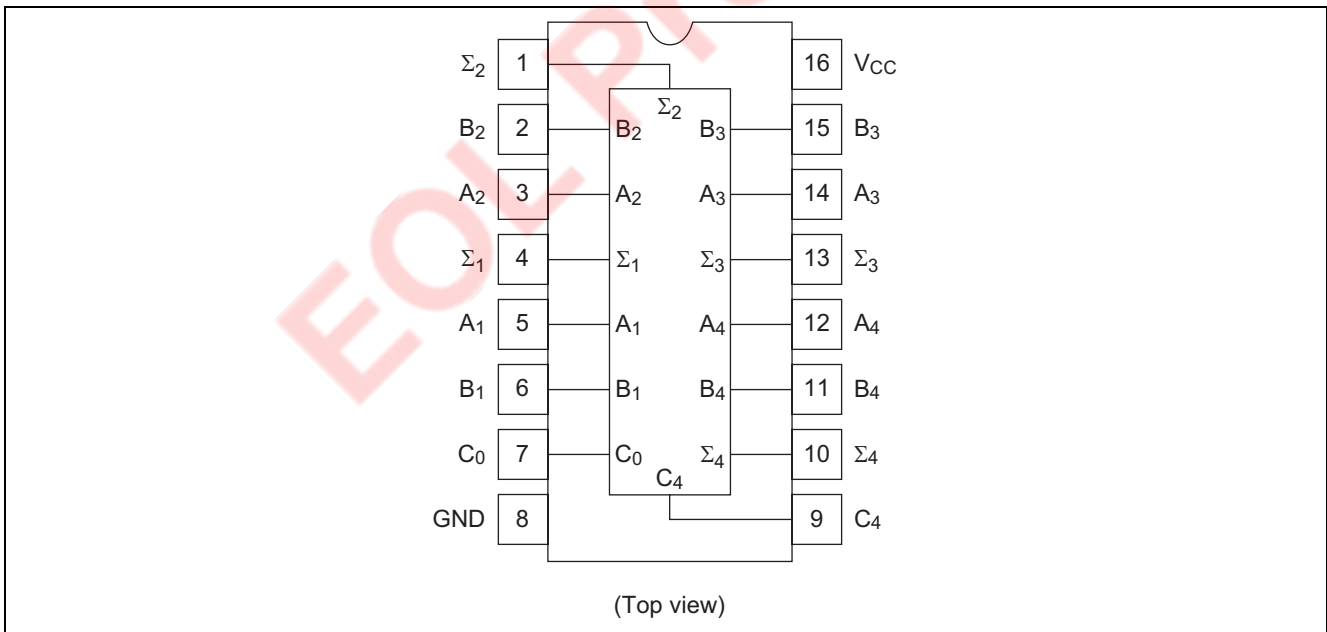 EOL Pr
Σ2 1 16 VCC
Σ2
B2 2 B2 B3 15 B3
A2 3 A2 A3 14 A3
Σ1 4 Σ1 Σ3 13 Σ3
A1 5 A1 A4 12 A4
B1 6 B1 B4 11 B4
C0 7 C0 Σ4 10 Σ4
C4
GND 8 9 C4
(Top view)